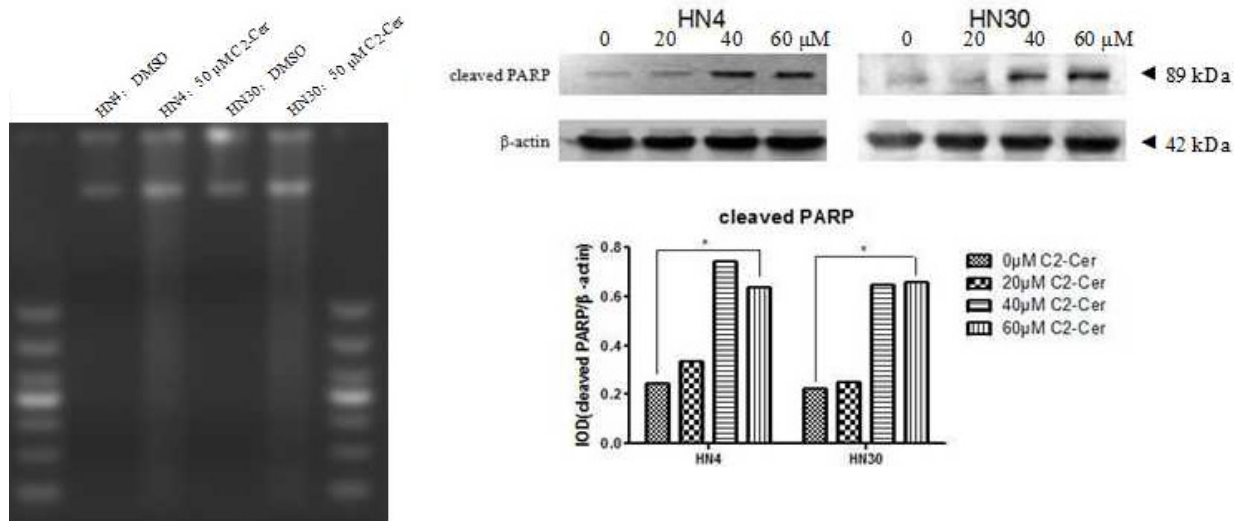 HN4：DMSO
HN4：50 µM C2-Cer
HN30：DMSO
HN30：50 µM C2-Cer
HN4
HN30
0 20 40 60 µM
0 20 40 60 µM
cleaved PARP
◄ 89 kDa
β-actin
◄ 42 kDa
cleaved PARP
IOD(cleaved PARP/β -actin)
0.8
0.6
0.4
0.2
0.0
*
*
HN4
HN30
0µM C2-Cer
20µM C2-Cer
40µM C2-Cer
60µM C2-Cer